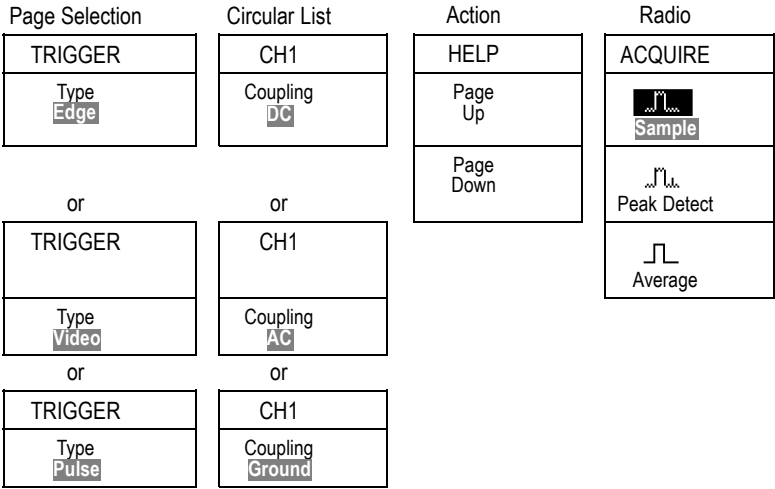 Page Selection
TRIGGER
Type
Edge
or
TRIGGER
Type
Video
or
TRIGGER
Type
Pulse
Circular List
CH1
Coupling
DC
or
CH1
Coupling
AC
or
CH1
Coupling
Ground
Action
HELP
Page
Up
Page
Down
Radio
ACQUIRE
Sample
Peak Detect
Average